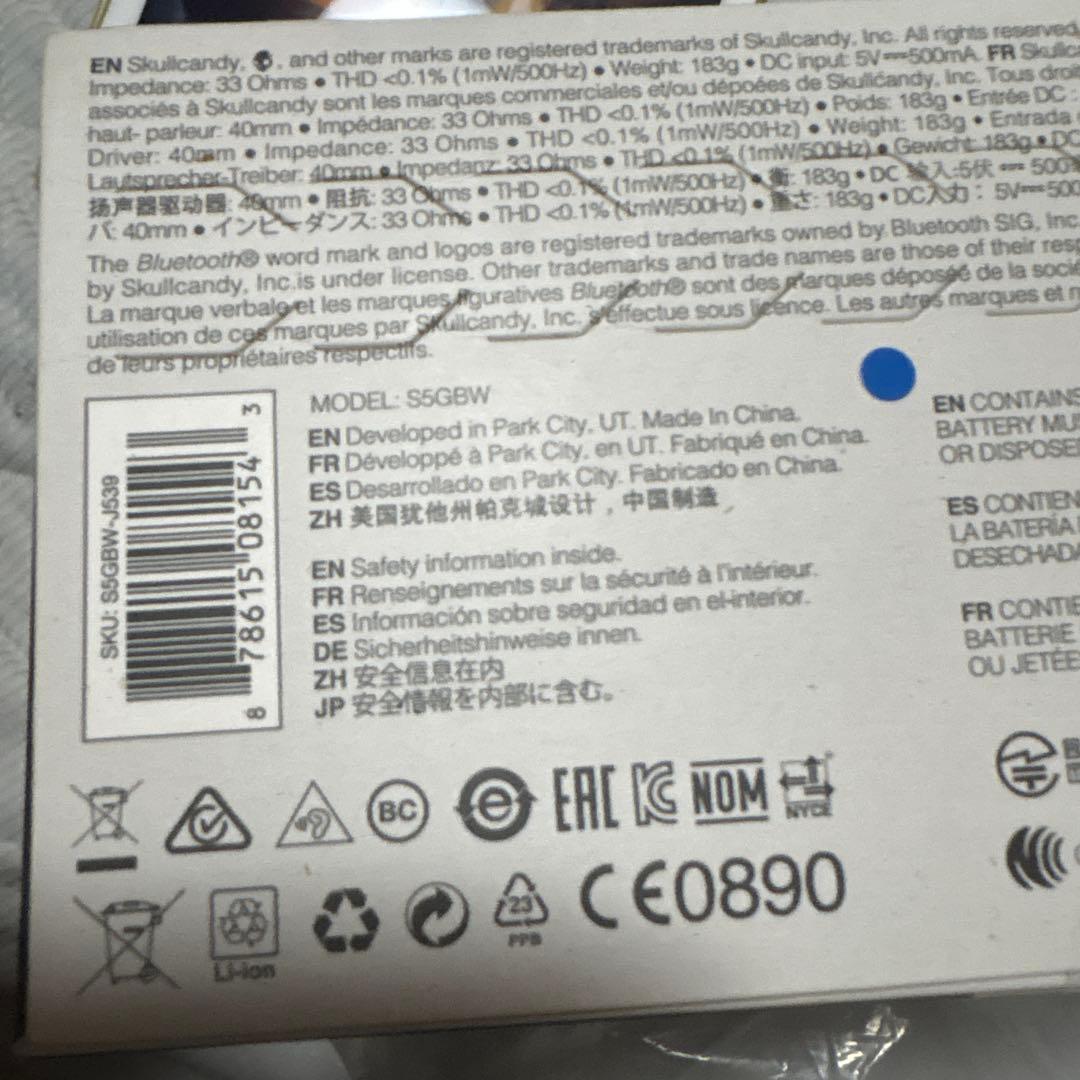 EN Skullcandy, , and other marks are registered trademarks of Skullcandy, Inc. All rights reserved.
Impedance: 33 Ohms • THD <0.1% (1mW/500Hz) • Weight: 183g • DC input: 5V⎓500mA. FR Skullc
associés à Skullcandy sont les marques commerciales et/ou déposées de Skullcandy, Inc. Tous droit
haut- parleur: 40mm • Impédance: 33 Ohms • THD <0.1% (1mW/500Hz) • Poids: 183g • Entrée DC :
Driver: 40mm • Impedance: 33 Ohms • THD <0.1% (1mW/500Hz) • Weight: 183g • Entrada
Lautsprecher-Treiber: 40mm • Impedanz: 33 Ohms • THD <0.1% (1mW/500Hz) • Gewicht: 183g • DC
扬声器驱动器: 40mm • 阻抗: 33 Ohms • THD <0.1% (1mW/500Hz) • 衡: 183g • DC 输入:5伏 ⎓ 500
バ: 40mm • インピーダンス: 33 Ohms • THD <0.1% (1mW/500Hz) • 重さ: 183g • DC入力： 5V⎓500
The Bluetooth® word mark and logos are registered trademarks owned by Bluetooth SIG, Inc
by Skullcandy, Inc.is under license. Other trademarks and trade names are those of their resp
La marque verbale et les marques figuratives Bluetooth® sont des marques déposéé de la socié
utilisation de ces marques par Skullcandy, Inc. s'effectue sous licence. Les autres marques et n
de leurs propriétaires respectifs.
SKU: S5GBW-J539
8 78615 08154 3
MODEL: S5GBW
EN Developed in Park City, UT. Made In China.
FR Développé à Park City, en UT. Fabriqué en China.
ES Desarrollado en Park City. Fabricado en China.
ZH 美国犹他州帕克城设计，中国制造
EN Safety information inside.
FR Renseignements sur la sécurité à l'intérieur.
ES Información sobre seguridad en el-interior.
DE Sicherheitshinweise innen.
ZH 安全信息在内
JP 安全情報を内部に含む。
EN CONTAINS
BATTERY MU
OR DISPOSE
ES CONTIEN
LA BATERÍA
DESECHADA
FR CONTIE
BATTERIE
OU JETÉE
BC e EAC KC NOM NYCE
Li-ion 23 PPB CE0890